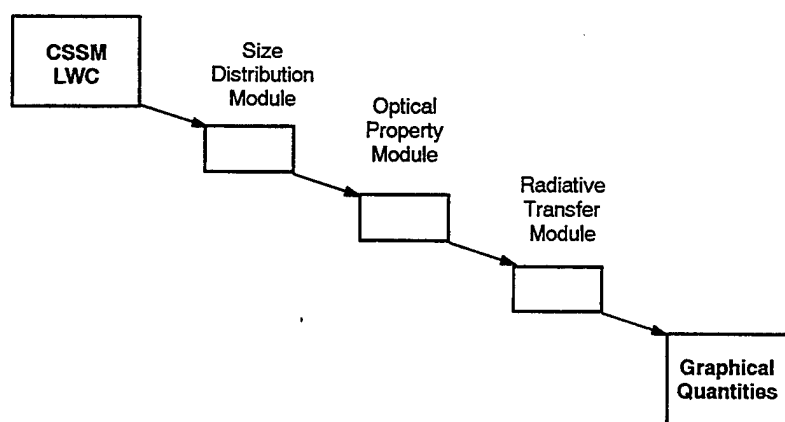 CSSM
LWC
Size
Distribution
Module
Optical
Property
Module
Radiative
Transfer
Module
Graphical
Quantities